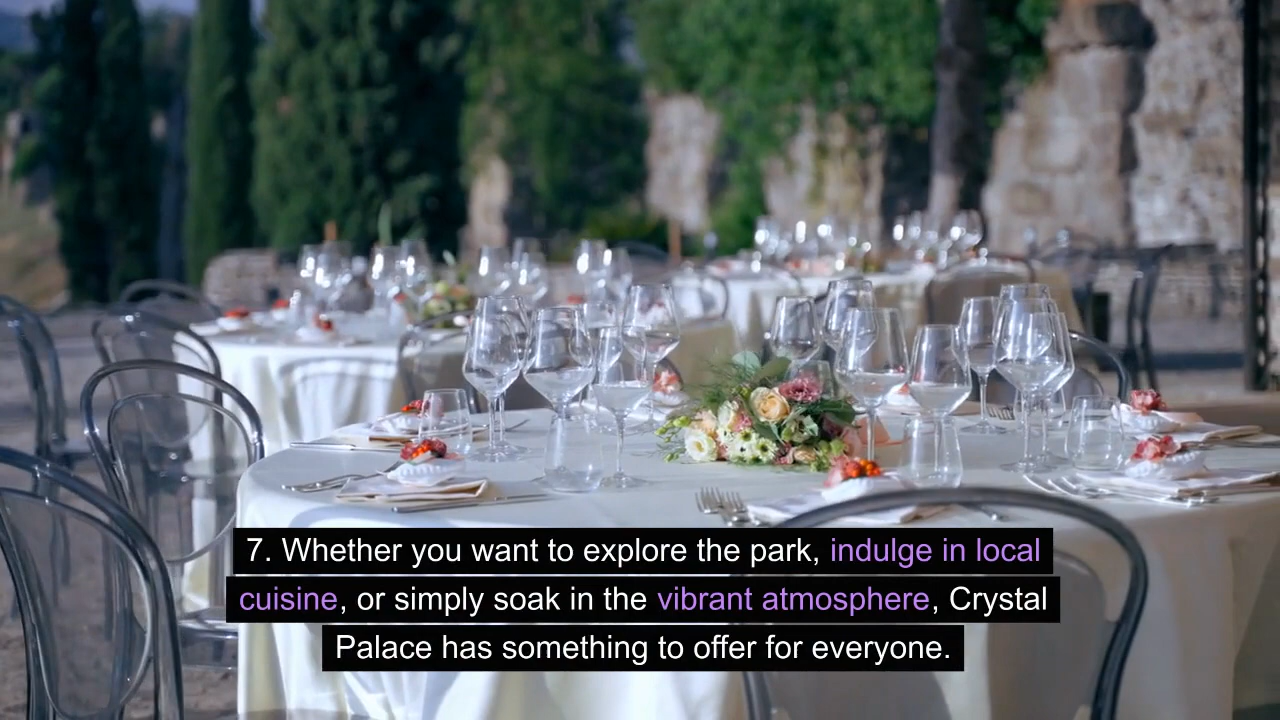 7. Whether you want to explore the park, indulge in local
cuisine, or simply soak in the vibrant atmosphere, Crystal
Palace has something to offer for everyone.